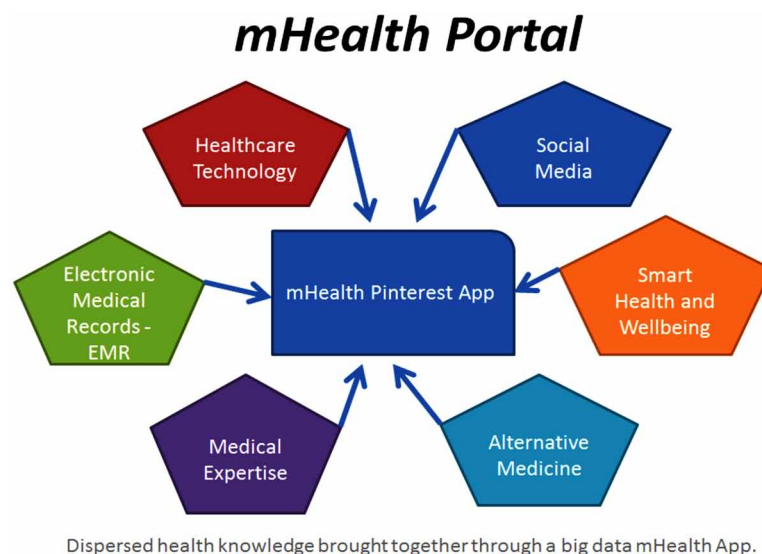 mHealth Portal
Healthcare
Technology
Social
Media
Electronic
Medical
Records -
EMR
mHealth Pinterest App
Smart
Health and
Wellbeing
Medical
Expertise
Alternative
Medicine
Dispersed health knowledge brought together through a big data mHealth App.